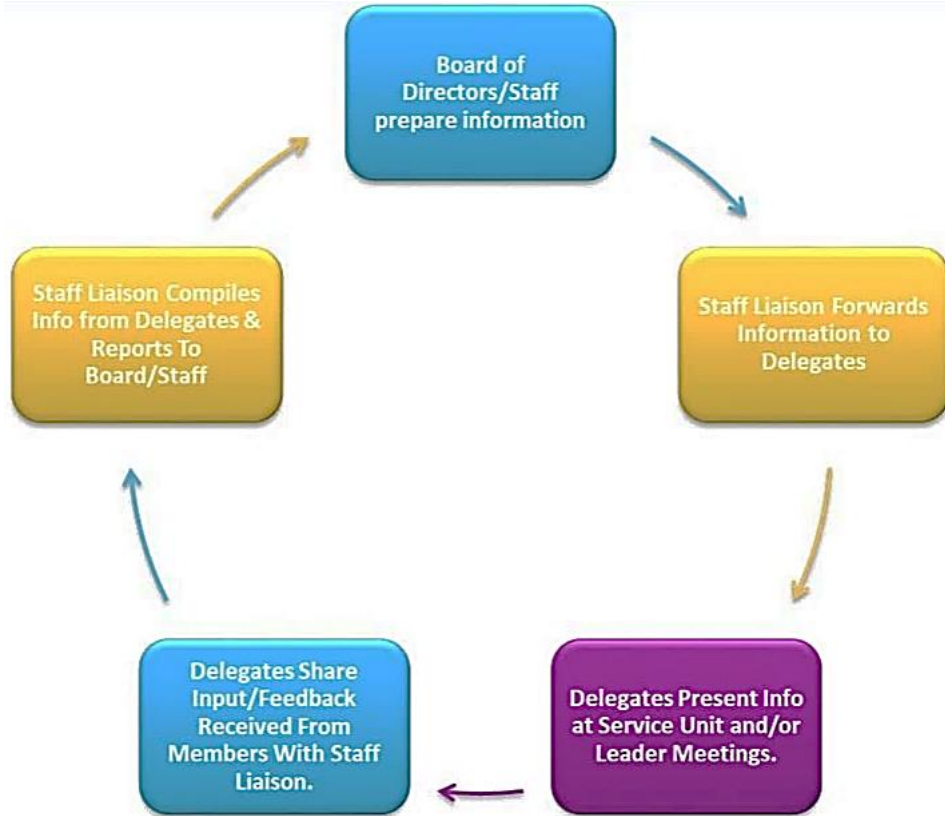 Board of
Directors/Staff
prepare information
Staff Liaison Forwards
Information to
Delegates
Delegates Present Info
at Service Unit and/or
Leader Meetings.
Delegates Share
Input/Feedback
Received From
Members With Staff
Liaison.
Staff Liaison Compiles
Info from Delegates &
Reports To
Board/Staff